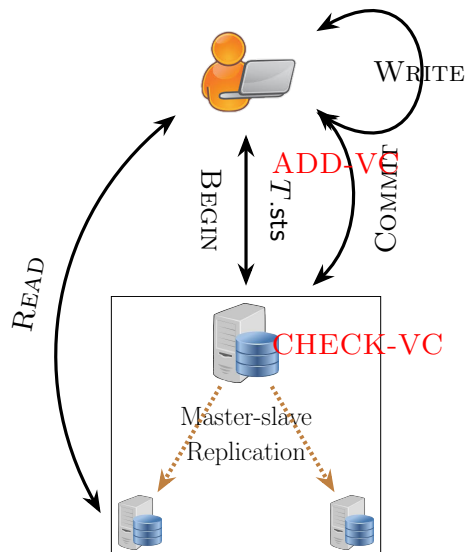 WRITE
ADD-VC
COMMIT
BEGIN
T.sts
READ
CHECK-VC
Master-slave
Replication